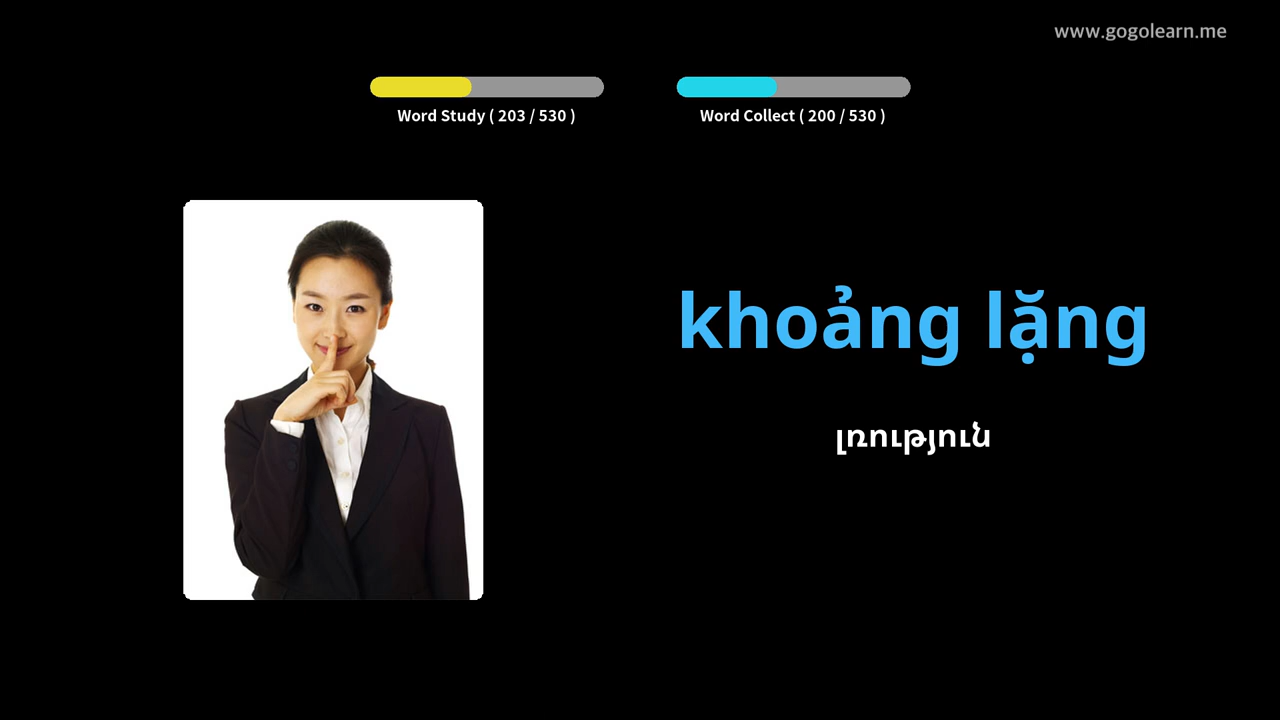 www.gogolearn.me
Word Study ( 203 / 530 )
Word Collect ( 200 / 530 )
khoảng lặng
լռություն